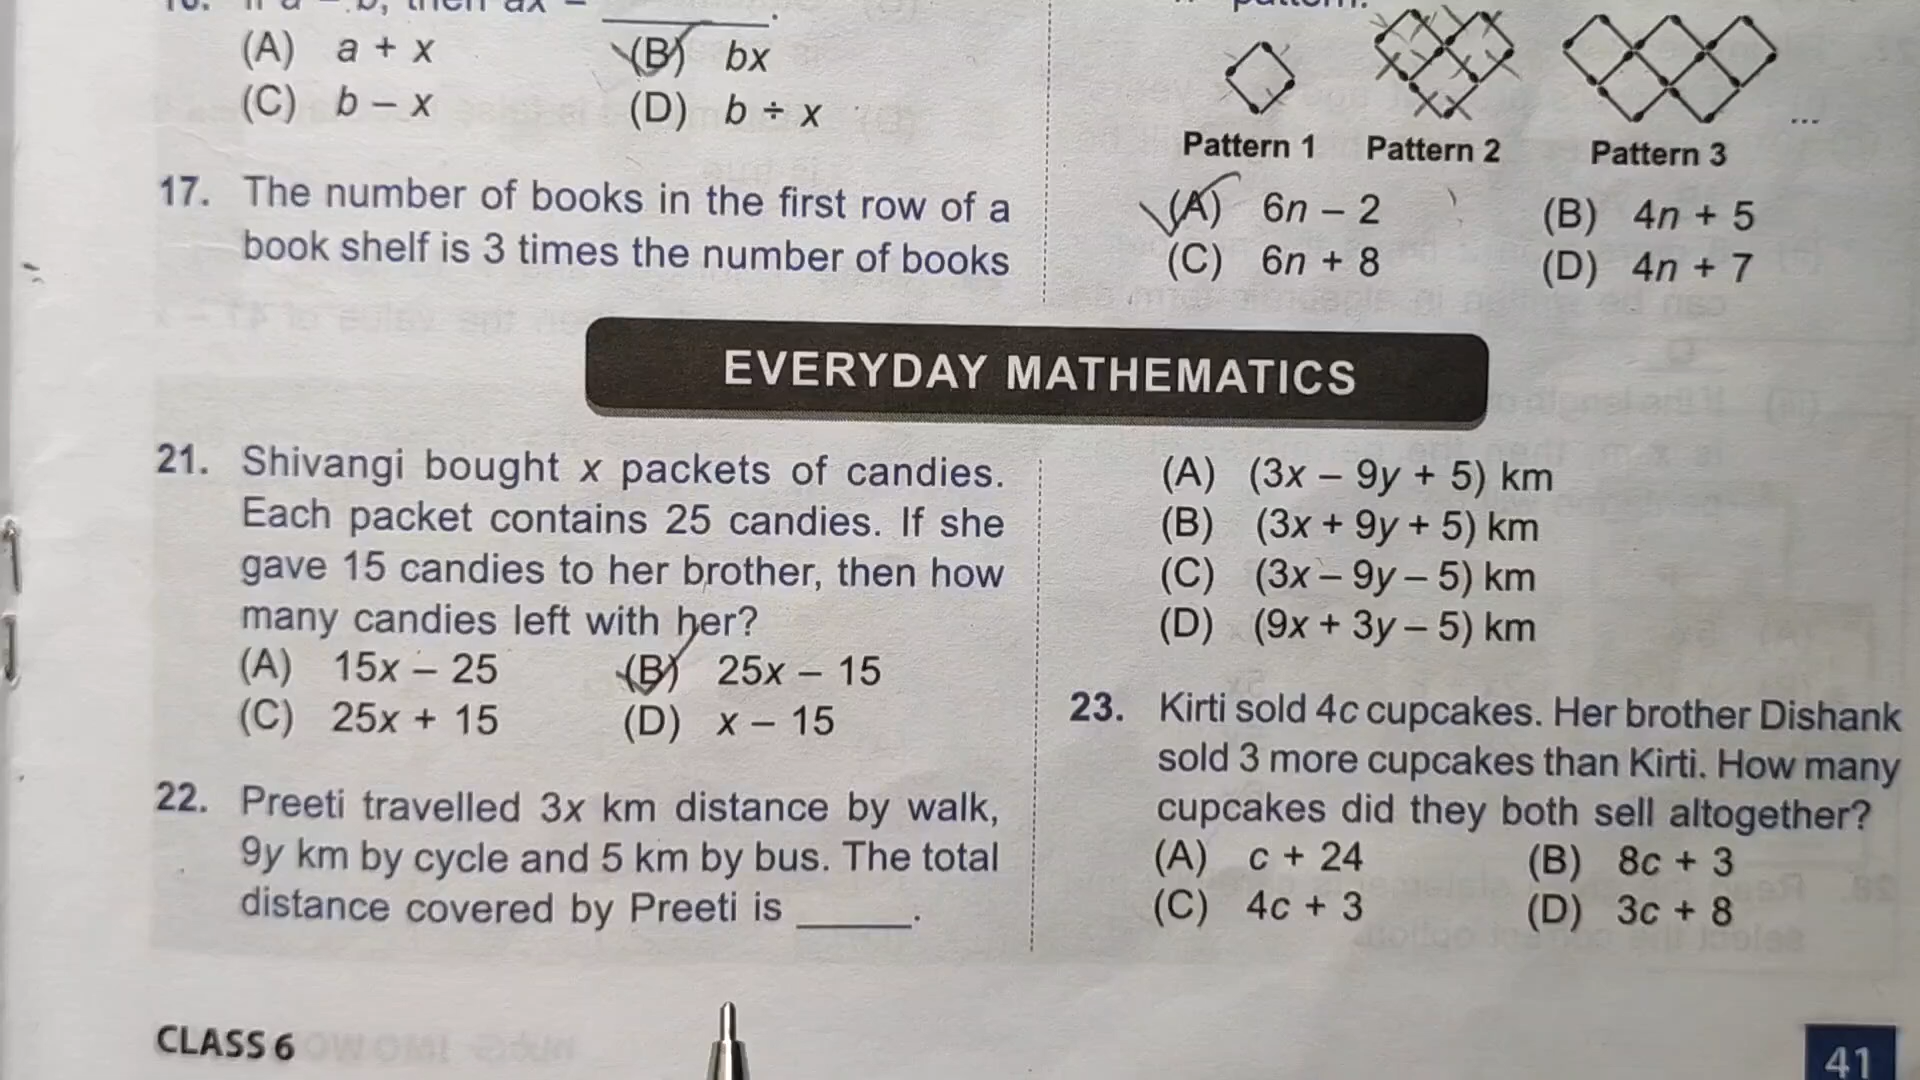 (A) a + x (B) bx
(C) b – x (D) b ÷ x
17. The number of books in the first row of a
book shelf is 3 times the number of books
pattern.
Pattern 1 Pattern 2 Pattern 3
...
(A) 6n – 2 (B) 4n + 5
(C) 6n + 8 (D) 4n + 7
EVERYDAY MATHEMATICS
21. Shivangi bought x packets of candies.
Each packet contains 25 candies. If she
gave 15 candies to her brother, then how
many candies left with her?
(A) 15x – 25 (B) 25x – 15
(C) 25x + 15 (D) x – 15
22. Preeti travelled 3x km distance by walk,
9y km by cycle and 5 km by bus. The total
distance covered by Preeti is ______.
(A) (3x – 9y + 5) km
(B) (3x + 9y + 5) km
(C) (3x – 9y – 5) km
(D) (9x + 3y – 5) km
23. Kirti sold 4c cupcakes. Her brother Dishank
sold 3 more cupcakes than Kirti. How many
cupcakes did they both sell altogether?
(A) c + 24 (B) 8c + 3
(C) 4c + 3 (D) 3c + 8
CLASS 6
41